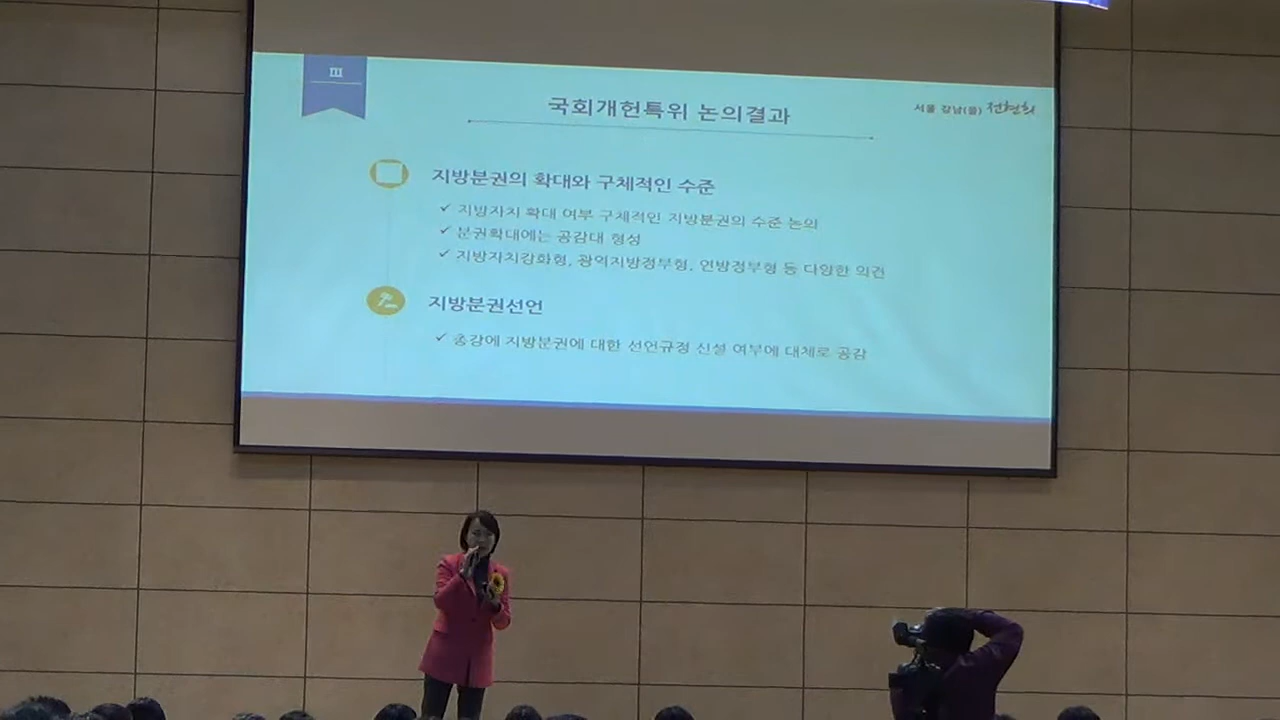 III
국회개헌특위 논의결과
서울 강남(을) 전현희
지방분권의 확대와 구체적인 수준
✓ 지방자치 확대 여부 구체적인 지방분권의 수준 논의
✓ 분권확대에는 공감대 형성
✓ 지방자치강화형, 광역지방정부형, 연방정부형 등 다양한 의견
지방분권선언
✓ 총강에 지방분권에 대한 선언규정 신설 여부에 대체로 공감